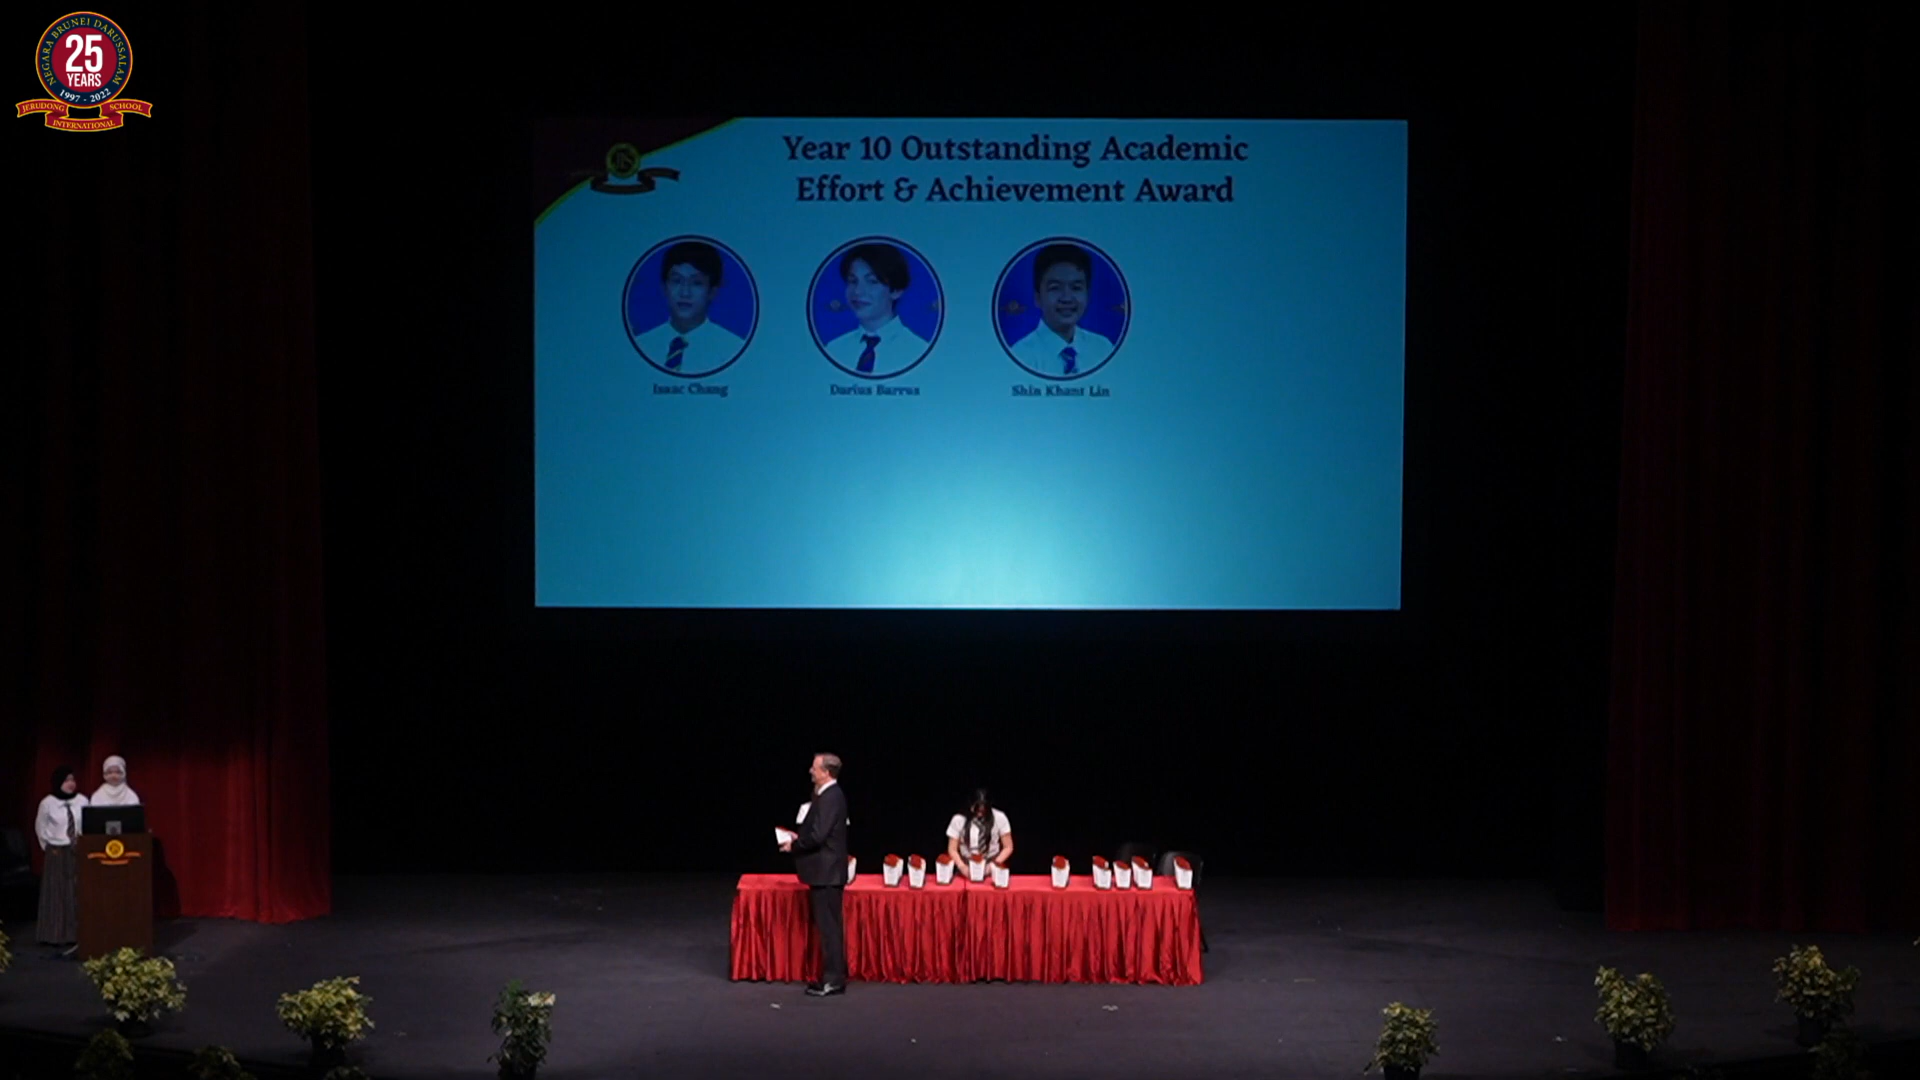 NEGARA BRUNEI DARUSSALAM
25
YEARS
1997 - 2022
JERUDONG
INTERNATIONAL
SCHOOL
Year 10 Outstanding Academic
Effort & Achievement Award
Isaac Chang
Darius Barrus
Shin Khant Lin